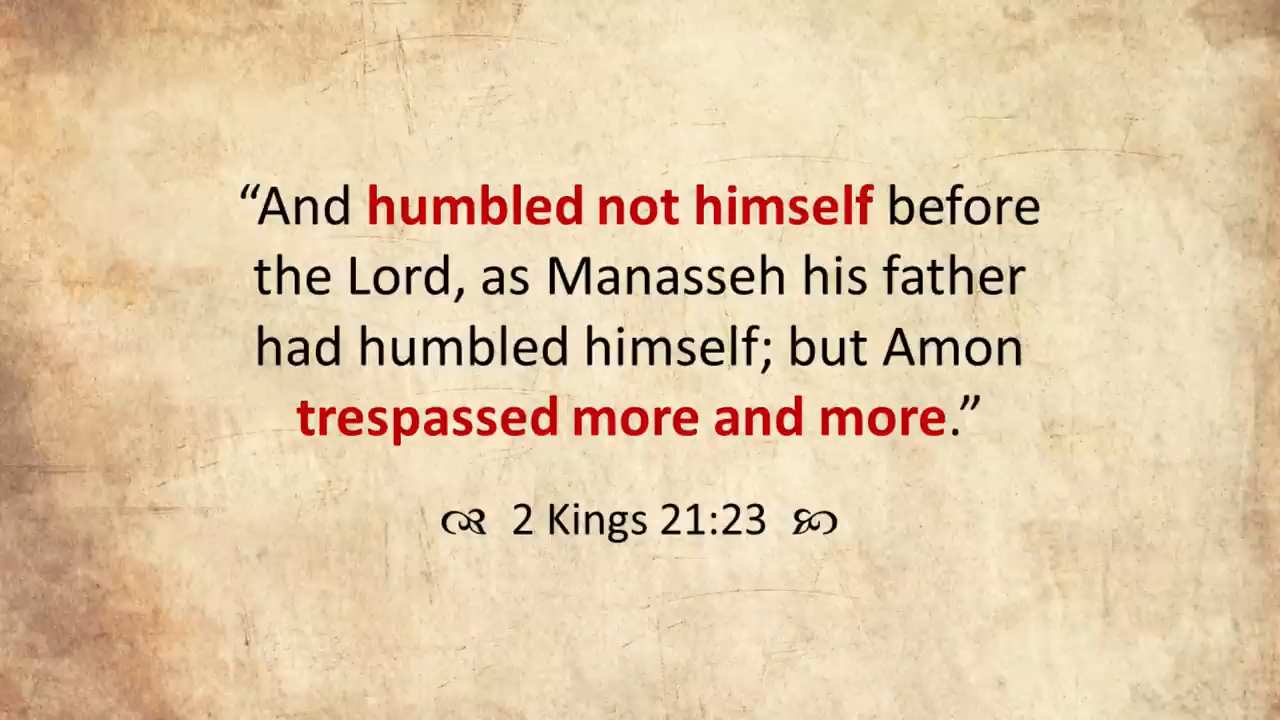 “And humbled not himself before
the Lord, as Manasseh his father
had humbled himself; but Amon
trespassed more and more.”
2 Kings 21:23